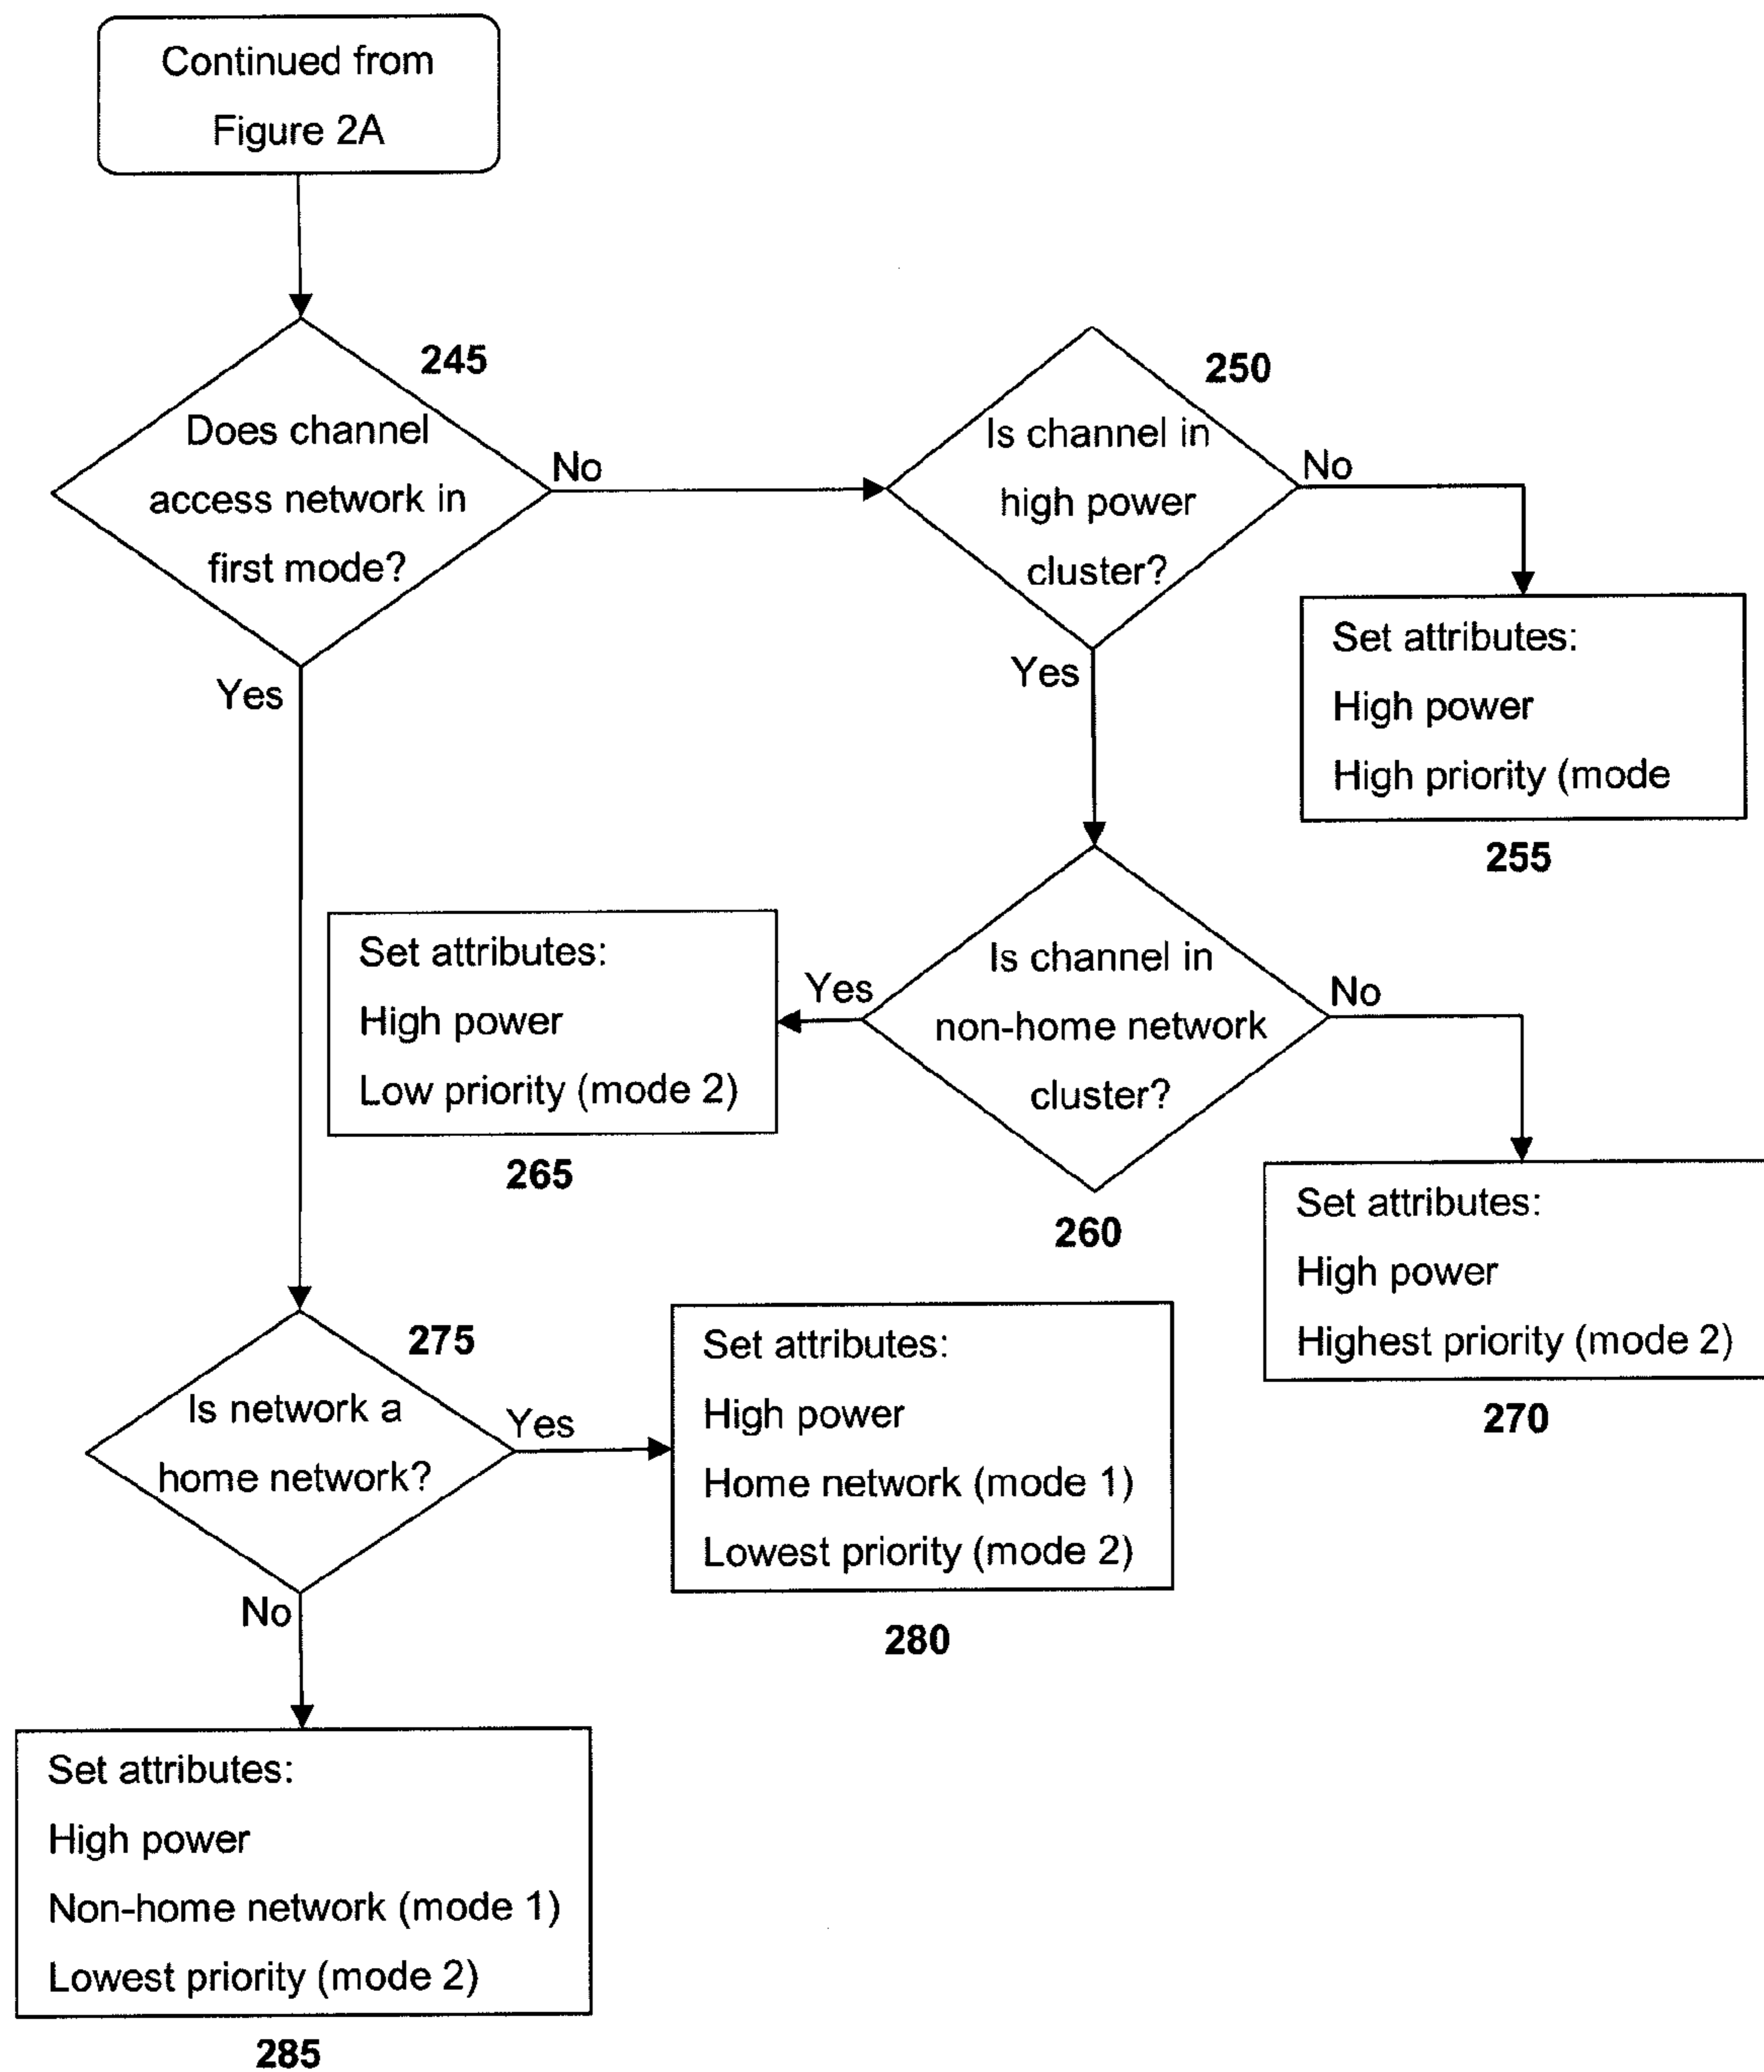 Continued from
Figure 2A
245
Does channel
access network in
first mode?
No
Yes
250
Is channel in
high power
cluster?
No
Yes
Set attributes:
High power
High priority (mode
255
Is channel in
non-home network
cluster?
Yes
No
260
Set attributes:
High power
Low priority (mode 2)
265
Set attributes:
High power
Highest priority (mode 2)
270
275
Is network a
home network?
Yes
No
Set attributes:
High power
Home network (mode 1)
Lowest priority (mode 2)
280
Set attributes:
High power
Non-home network (mode 1)
Lowest priority (mode 2)
285